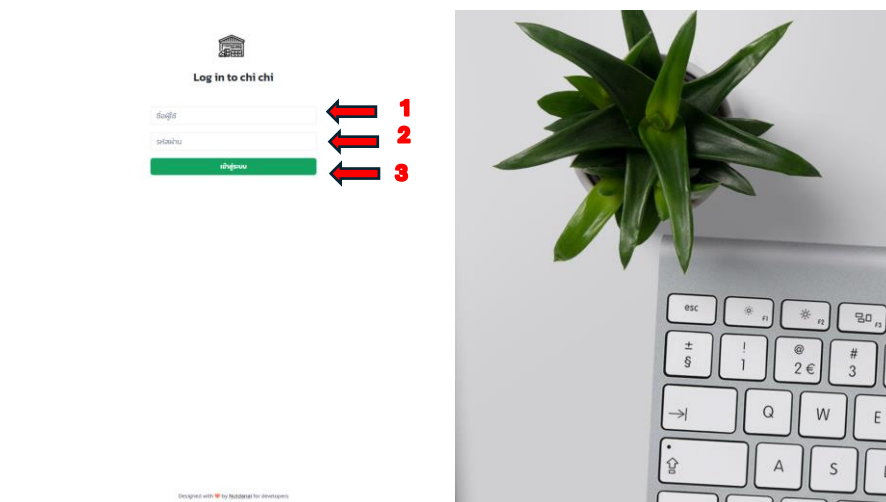 Log in to chi chi
ชื่อผู้ใช้
1
รหัสผ่าน
2
เข้าสู่ระบบ
3
Designed with ❤ by Nutdanai for developers
esc
F1
F2
F3
±
§
!
1
@
2 €
#
3
Q
W
E
A
S